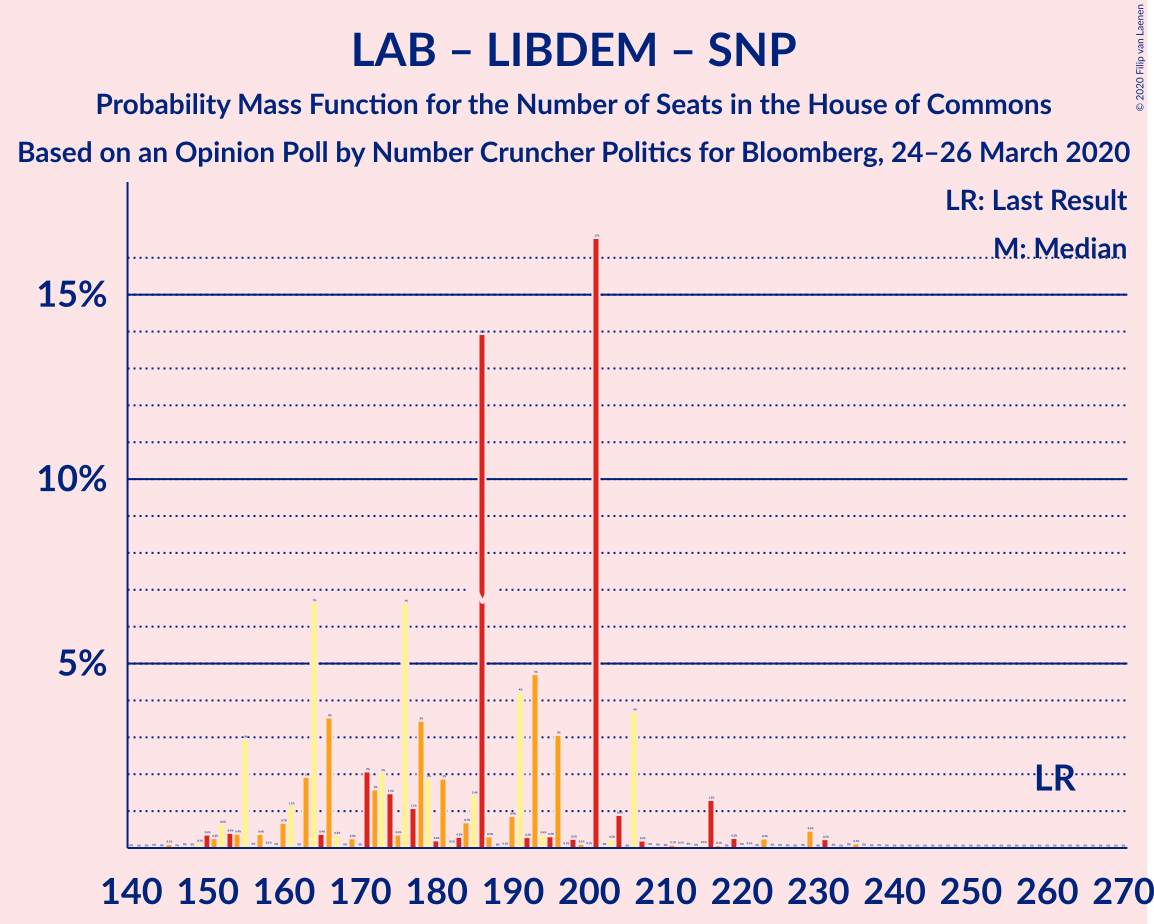 LAB – LIBDEM – SNP
Probability Mass Function for the Number of Seats in the House of Commons
Based on an Opinion Poll by Number Cruncher Politics for Bloomberg, 24–26 March 2020
© 2020 Filip van Laenen
LR: Last Result
M: Median
15%
10%
5%
LR
140 150 160 170 180 190 200 210 220 230 240 250 260 270